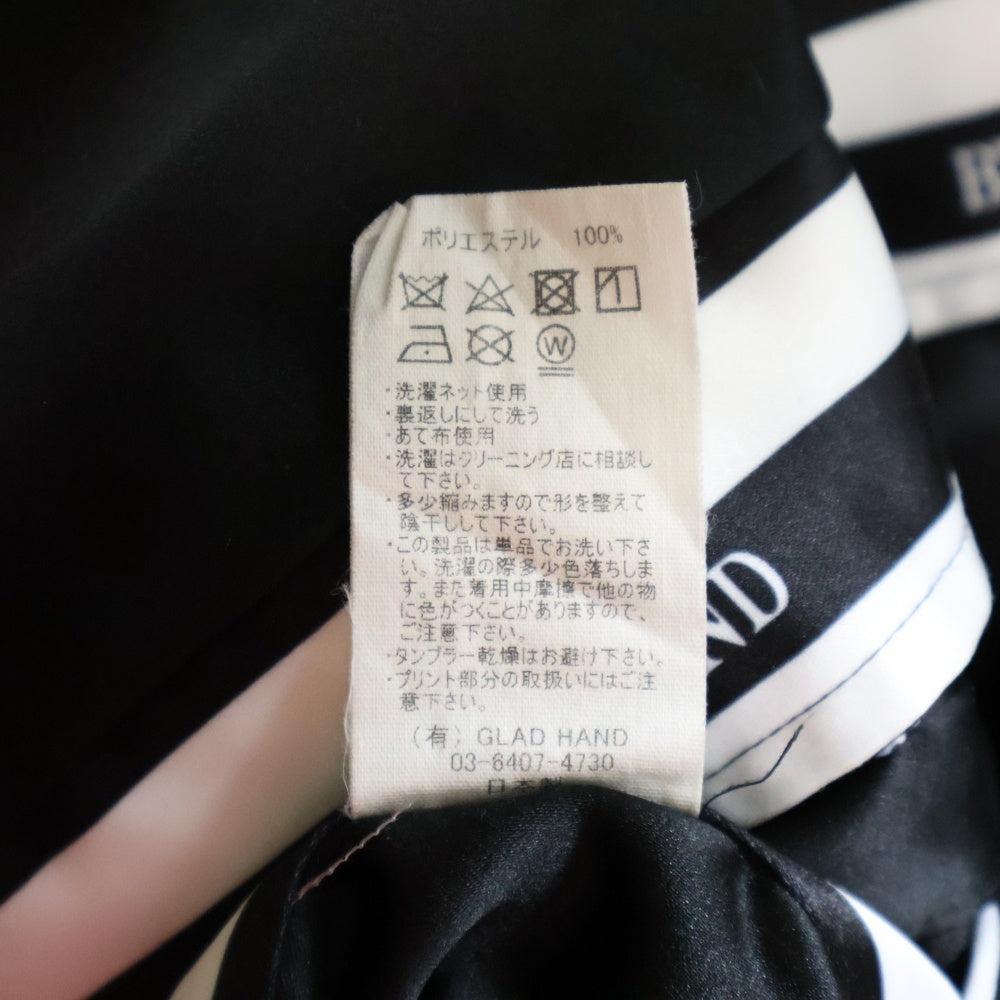 ポリエステル 100%
W
・洗濯ネット使用
・裏返しにして洗う
・あて布使用
・洗濯はクリーニング店に相談し
て下さい。
・多少縮みますので形を整えて
陰干しして下さい。
・この製品は単品でお洗い下さ
い。洗濯の際多少色落ちしま
す。また着用中摩擦で他の物
に色がつくことがありますので、
ご注意下さい。
・タンブラー乾燥はお避け下さい。
・プリント部分の取扱いにはご注
意下さい。
（有）GLAD HAND
03-6407-4730
日本製
ND